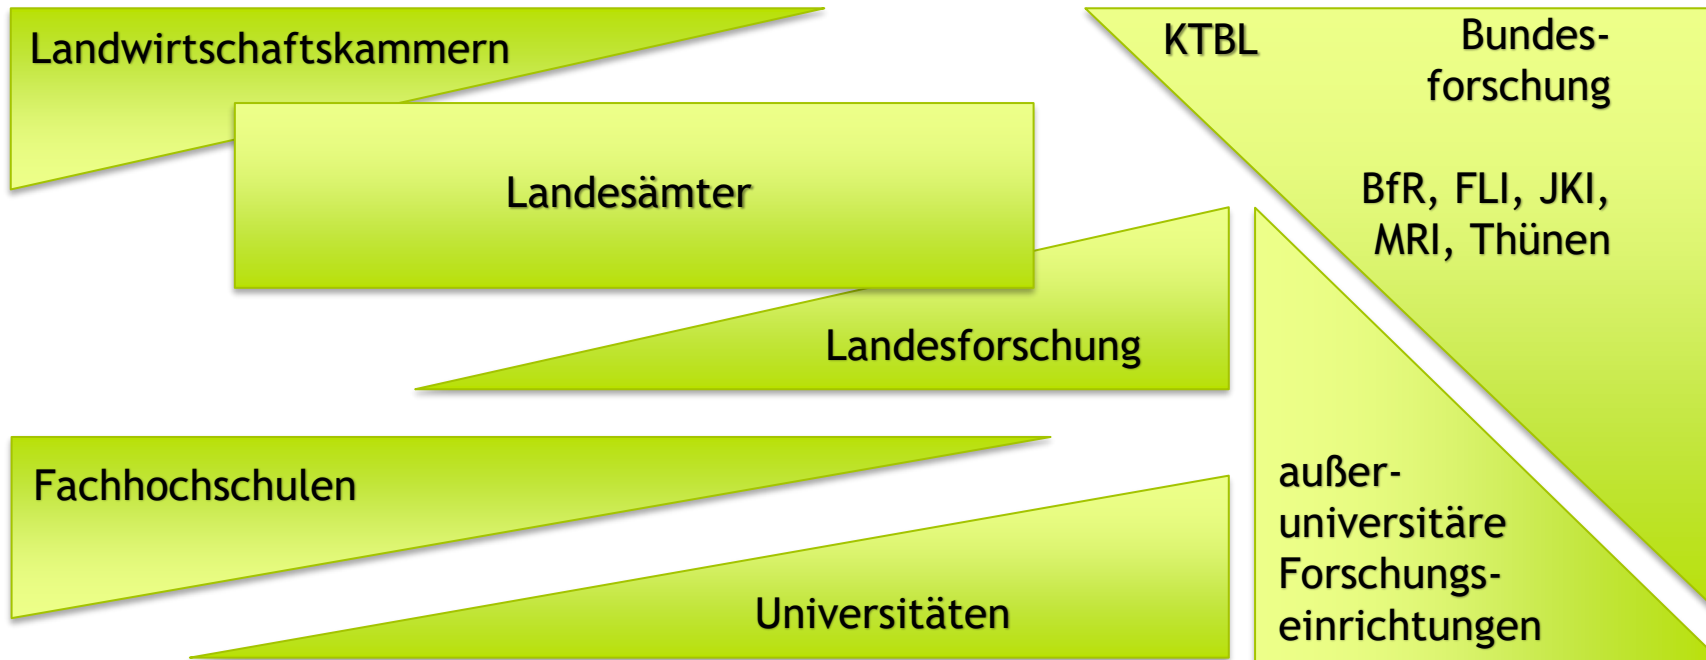 Landwirtschaftskammern
KTBL
Bundes-
forschung
BfR, FLI, JKI,
MRI, Thünen
Landesämter
Landesforschung
Fachhochschulen
Universitäten
außer-
universitäre
Forschungs-
einrichtungen